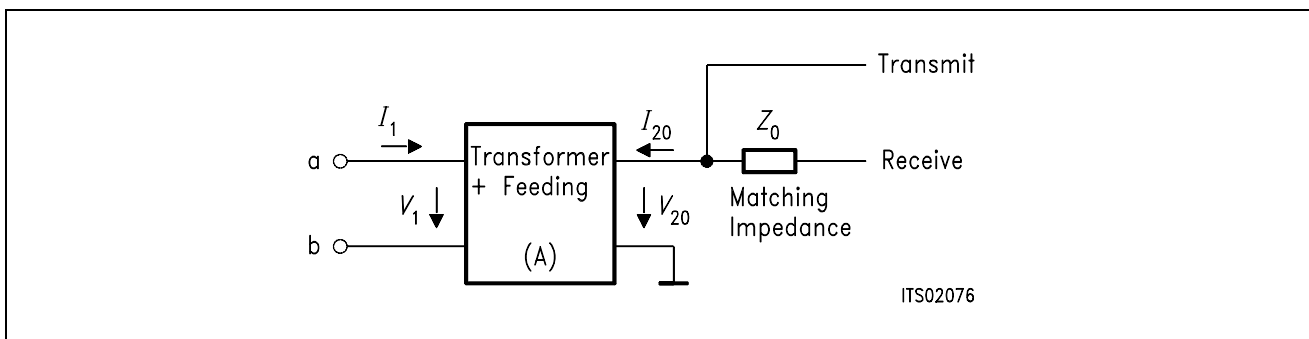 Transmit
I₁
I₂₀
Z₀
a
Transformer
+ Feeding
Receive
V₁
V₂₀
Matching
Impedance
b
(A)
ITS02076